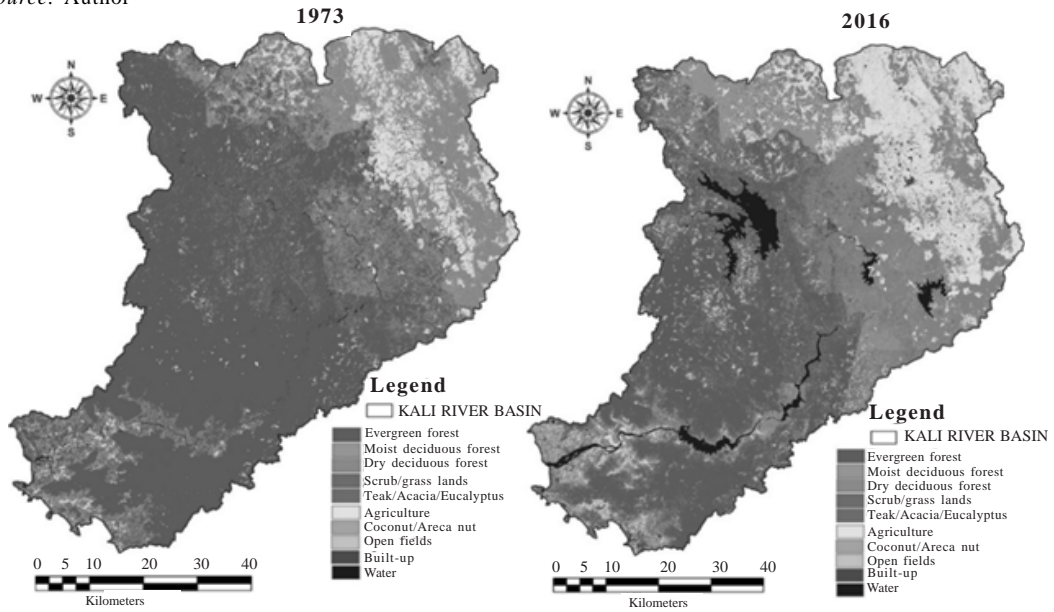 Source: Author
1973
N
W E
S
Legend
KALI RIVER BASIN
Evergreen forest
Moist deciduous forest
Dry deciduous forest
Scrub/grass lands
Teak/Acacia/Eucalyptus
Agriculture
Coconut/Areca nut
Open fields
Built-up
Water
0 5 10 20 30 40
Kilometers
2016
N
W E
S
Legend
KALI RIVER BASIN
Evergreen forest
Moist deciduous forest
Dry deciduous forest
Scrub/grass lands
Teak/Acacia/Eucalyptus
Agriculture
Coconut/Areca nut
Open fields
Built-up
Water
0 5 10 20 30 40
Kilometers